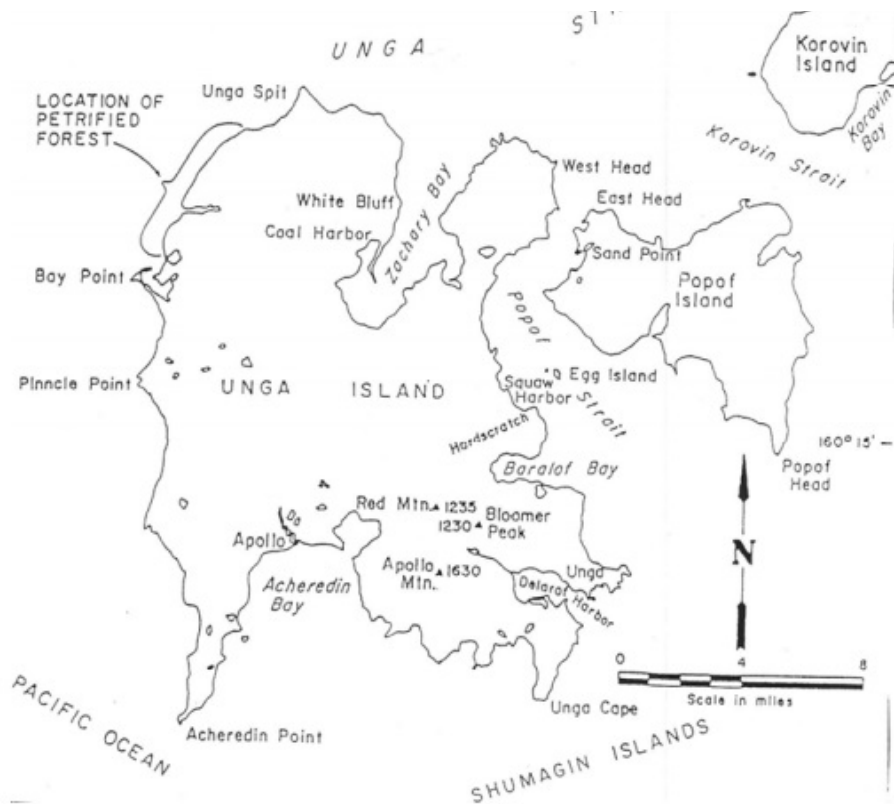 UNGA
ST
Korovin
Island
Korovin
Bay
Korovin Strait
LOCATION OF
PETRIFIED
FOREST
Unga Spit
West Head
East Head
White Bluff
Coal Harbor
Zachary Bay
Sand Point
Bay Point
Popof
Island
Popof
Strait
PInncle Point
UNGA ISLAND
Egg Island
Squaw
Harbor
Hardscratch
160° 15'
Baralof Bay
Popof
Head
Red Mtn. 1235
1230 Bloomer
Peak
N
Apollo
Apollo
Mtn. 1630
Unga
Delarof Harbor
Acheredin
Bay
0 4 8
Scale in miles
Unga Cape
Acheredin Point
PACIFIC OCEAN
SHUMAGIN ISLANDS